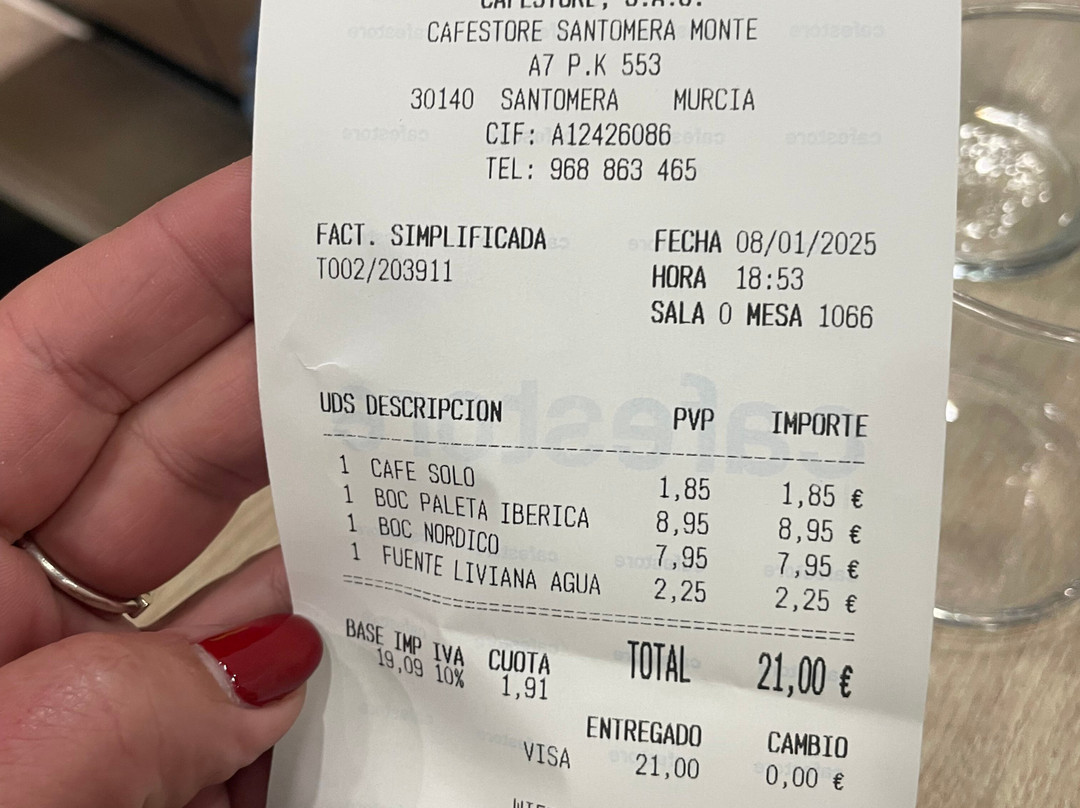 CAFESTORE, S.A.U.
CAFESTORE SANTOMERA MONTE
A7 P.K 553
30140 SANTOMERA MURCIA
CIF: A12426086
TEL: 968 863 465
FACT. SIMPLIFICADA FECHA 08/01/2025
T002/203911 HORA 18:53
SALA 0 MESA 1066
UDS DESCRIPCION PVP IMPORTE
1 CAFE SOLO 1,85 1,85 €
1 BOC PALETA IBERICA 8,95 8,95 €
1 BOC NORDICO 7,95 7,95 €
1 FUENTE LIVIANA AGUA 2,25 2,25 €
BASE IMP IVA CUOTA TOTAL 21,00 €
19,09 10% 1,91
ENTREGADO CAMBIO
VISA 21,00 0,00 €